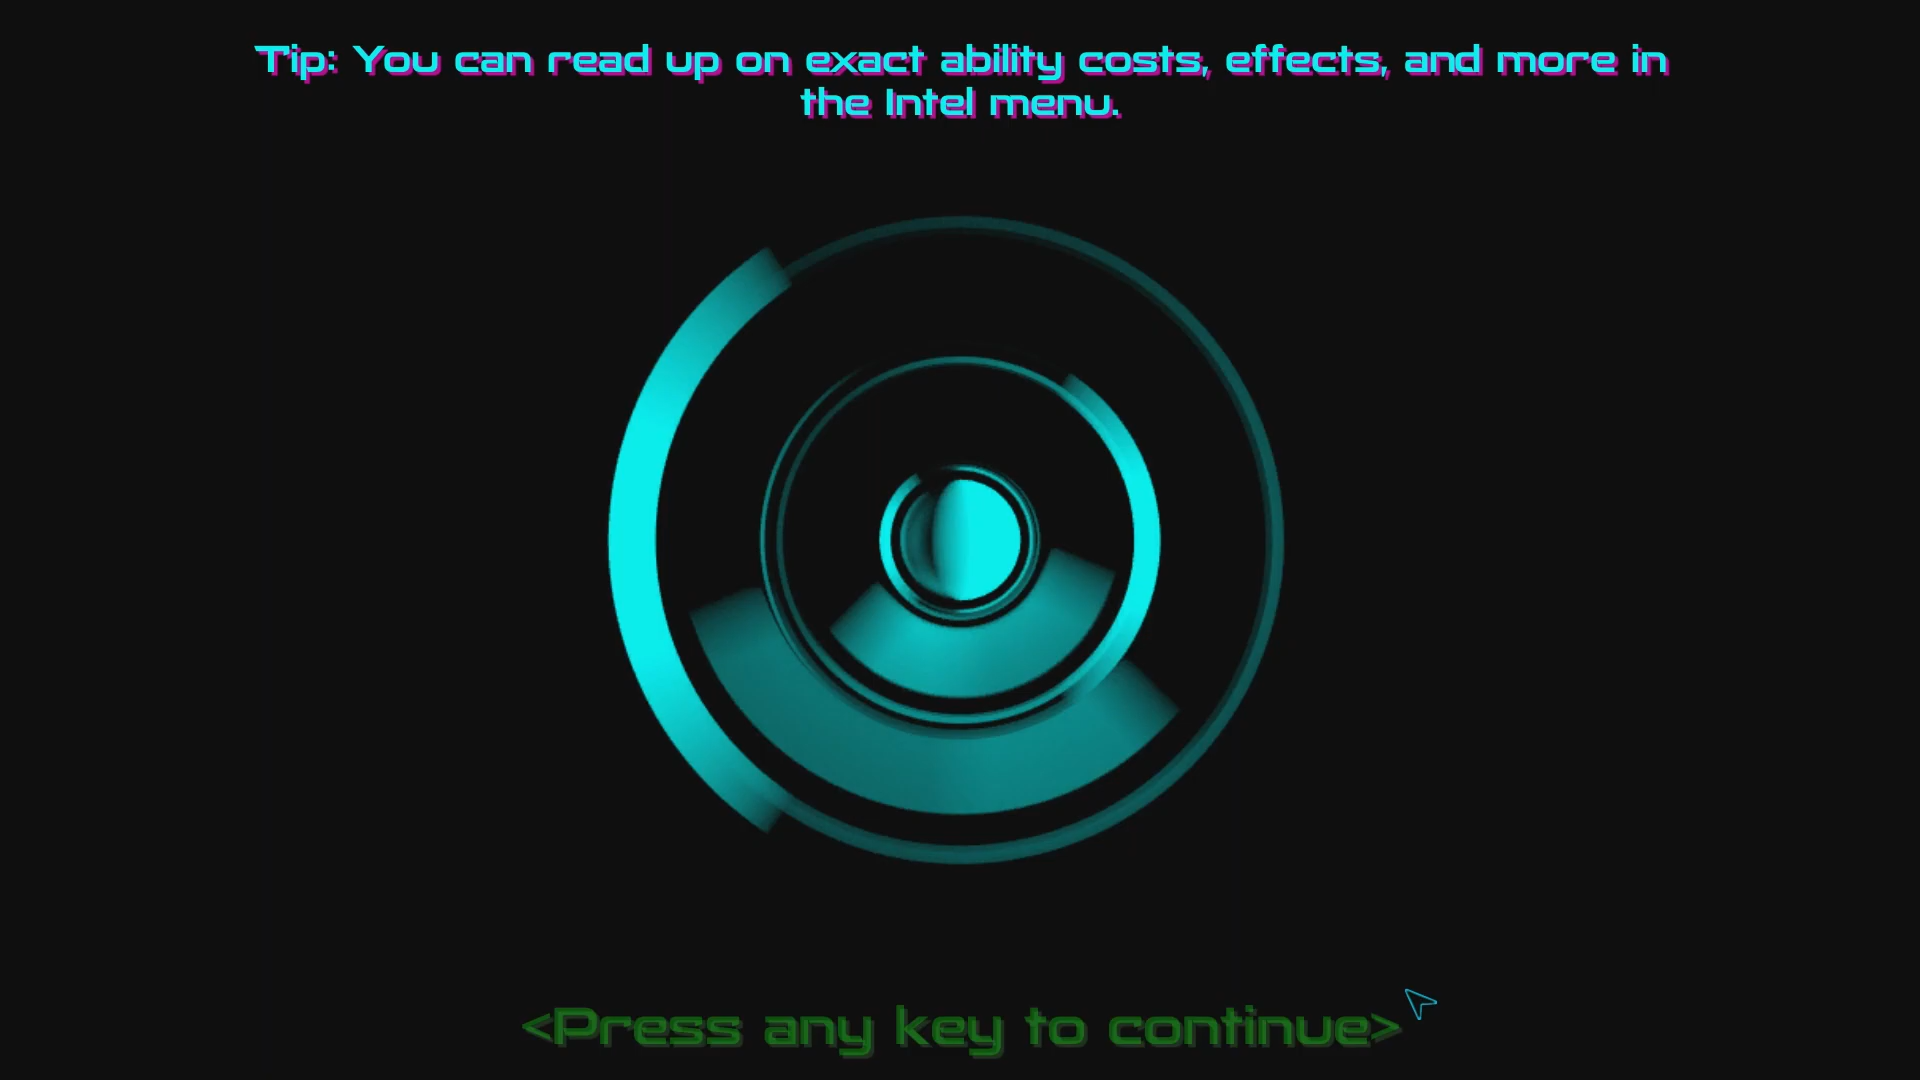 Tip: You can read up on exact ability costs, effects, and more in
the Intel menu.
<Press any key to continue>